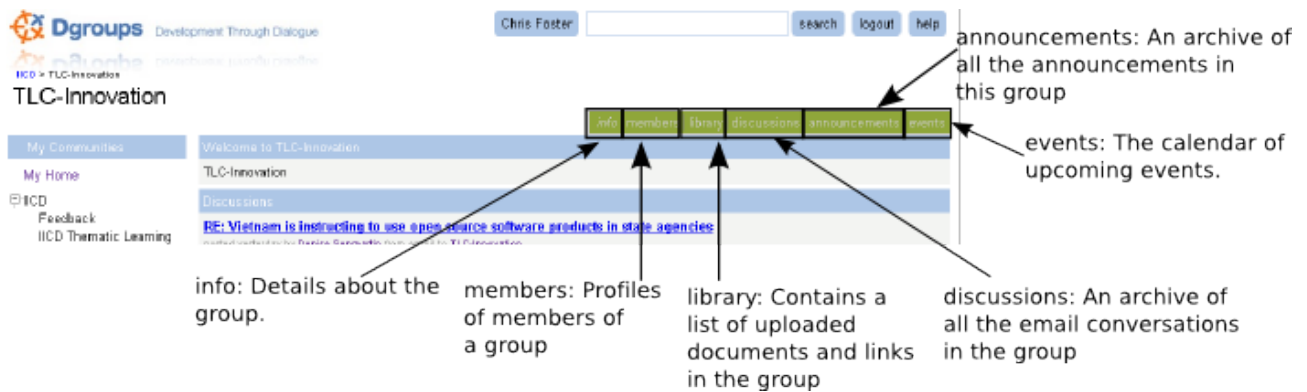 Dgroups Development Through Dialogue
Chris Foster
search
logout
help
IICD > TLC-Innovation
TLC-Innovation
info members library discussions announcements events
My Communities
My Home
IICD
Feedback
IICD Thematic Learning
Welcome to TLC-Innovation
TLC-Innovation
Discussions
RE: Vietnam is instructing to use open source software products in state agencies
announcements: An archive of
all the announcements in
this group
events: The calendar of
upcoming events.
info: Details about the
group.
members: Profiles
of members of
a group
library: Contains a
list of uploaded
documents and links
in the group
discussions: An archive of
all the email conversations
in the group